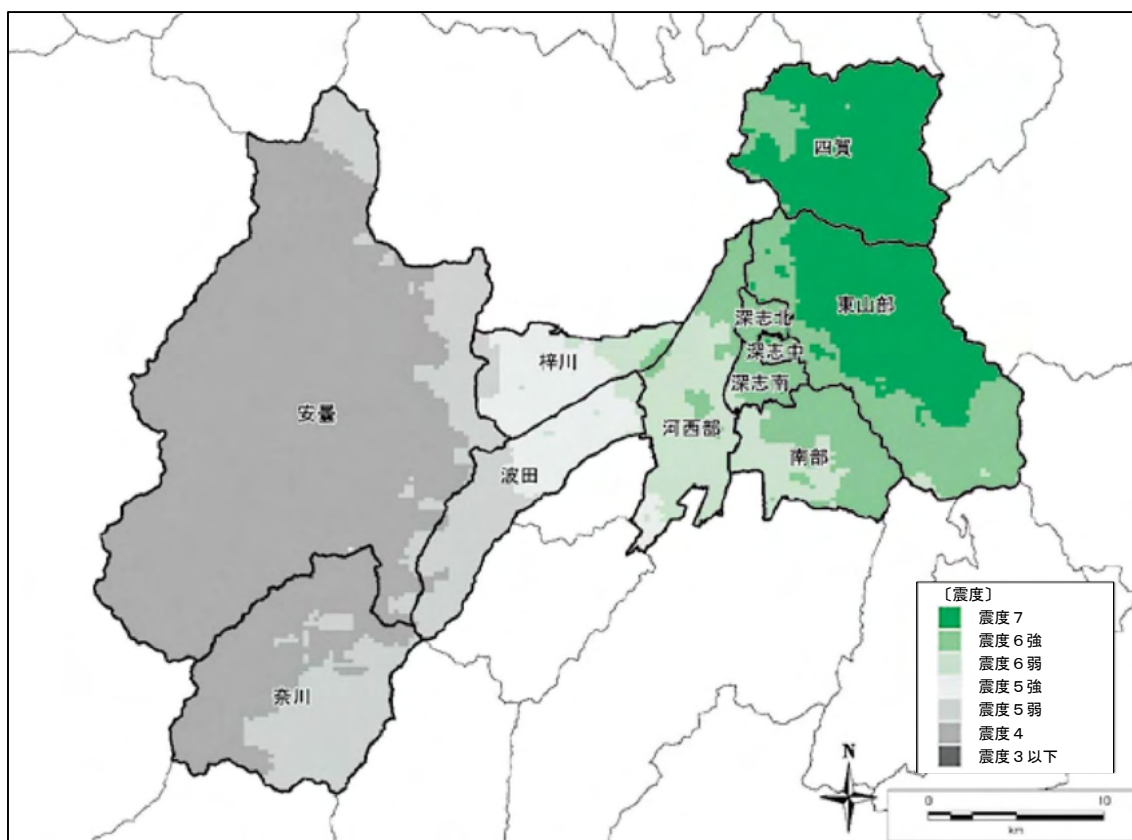 四賀
東山部
深志北
深志中
深志南
梓川
安曇
河西部
波田
南部
奈川
〔震度〕
震度７
震度６強
震度６弱
震度５強
震度５弱
震度４
震度３以下
N
0 10
km